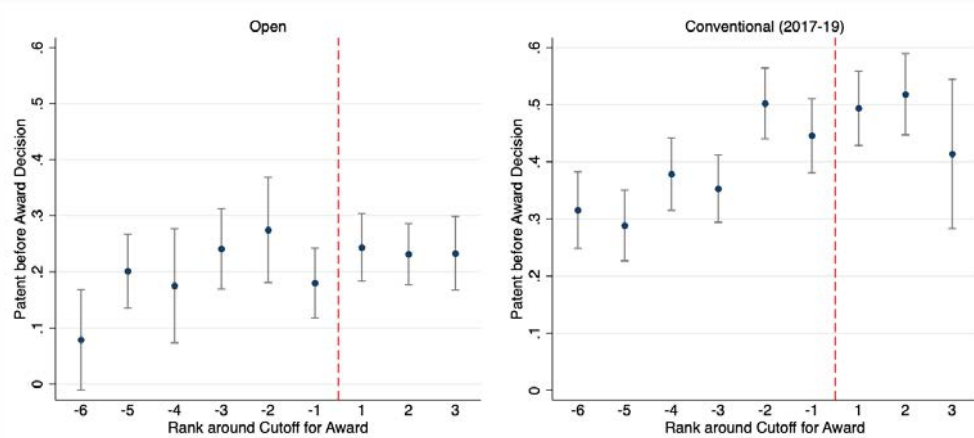 Open
Patent before Award Decision
.6
.5
.4
.3
.2
.1
0
-6 -5 -4 -3 -2 -1 1 2 3
Rank around Cutoff for Award
Conventional (2017-19)
Patent before Award Decision
.6
.5
.4
.3
.2
.1
0
-6 -5 -4 -3 -2 -1 1 2 3
Rank around Cutoff for Award